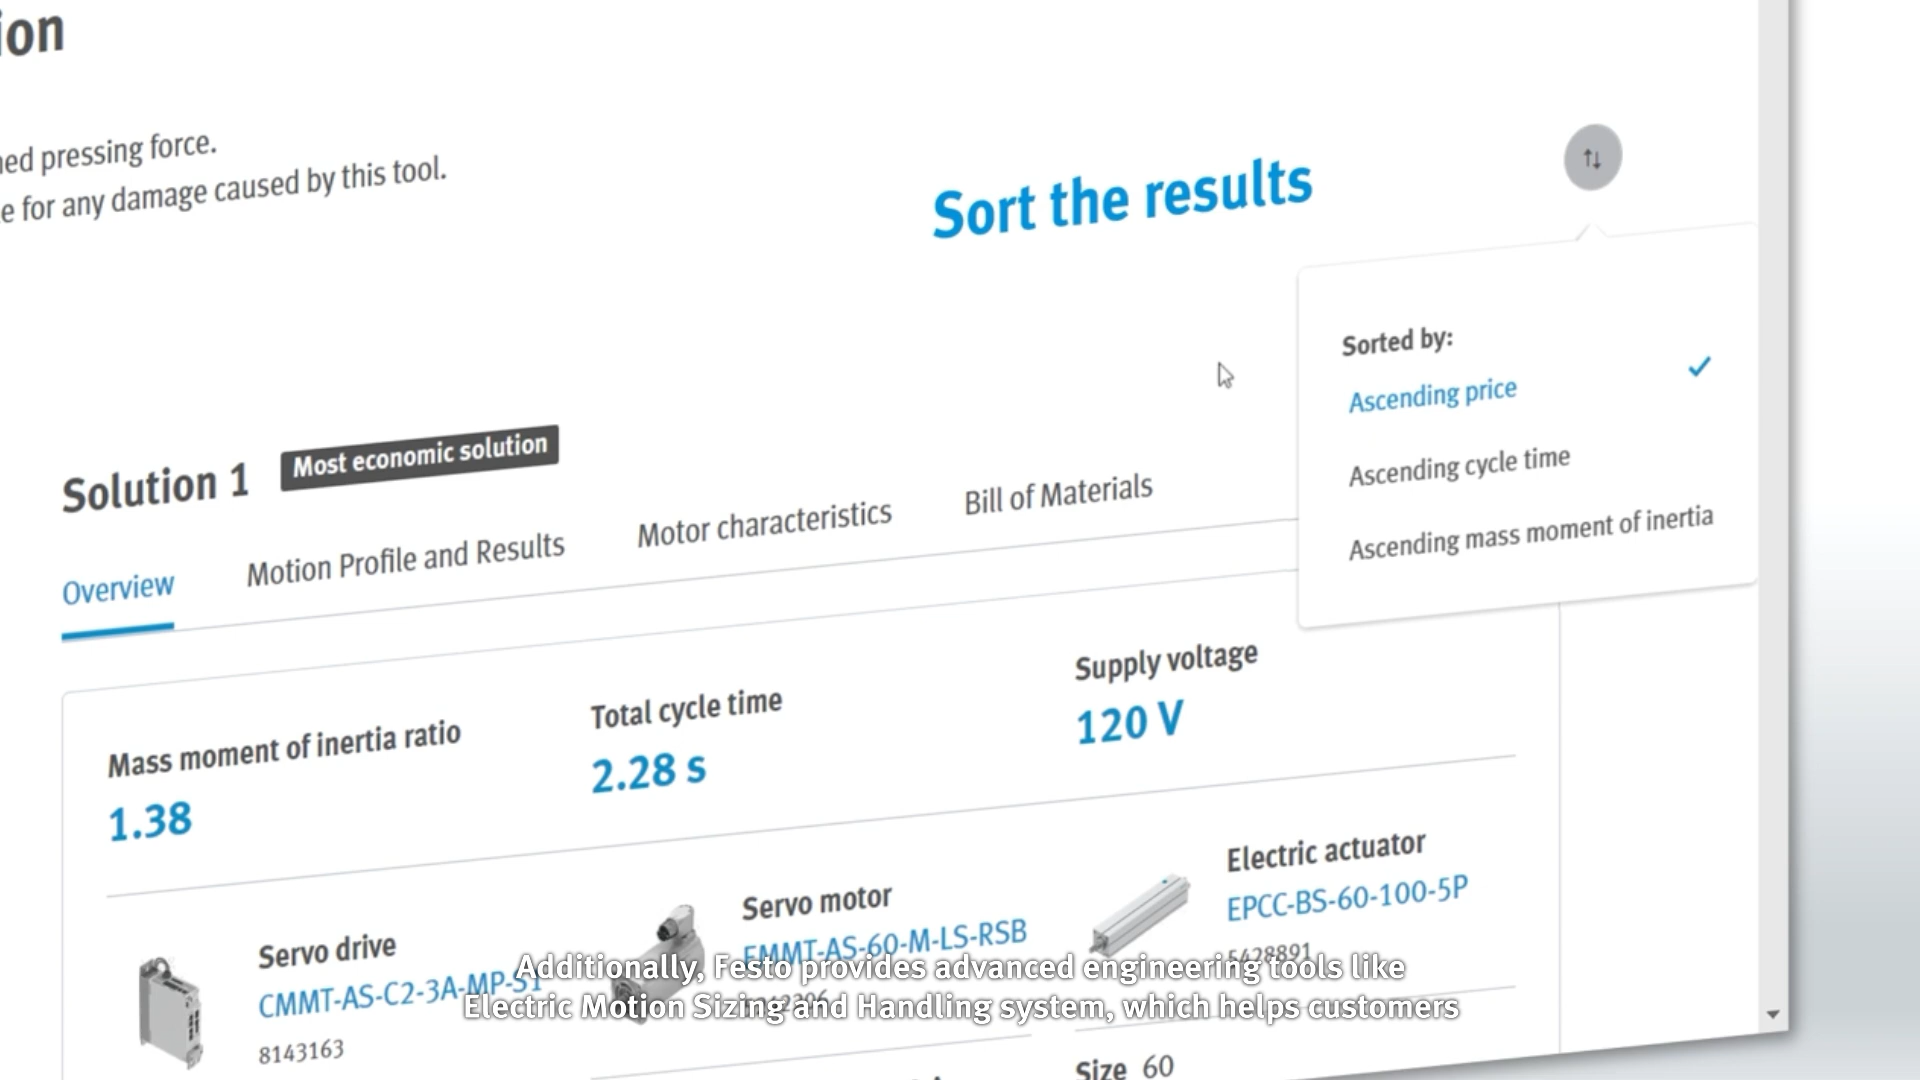 ion
ned pressing force.
e for any damage caused by this tool.
Sort the results
Sorted by:
Ascending price
Ascending cycle time
Ascending mass moment of inertia
Solution 1 Most economic solution
Overview Motion Profile and Results Motor characteristics Bill of Materials
Mass moment of inertia ratio
1.38
Total cycle time
2.28 s
Supply voltage
120 V
Servo drive
CMMT-AS-C2-3A-MP-S1
8143163
Servo motor
EMMT-AS-60-M-LS-RSB
Electric actuator
EPCC-BS-60-100-5P
5428891
Size 60
Additionally, Festo provides advanced engineering tools like
Electric Motion Sizing and Handling system, which helps customers